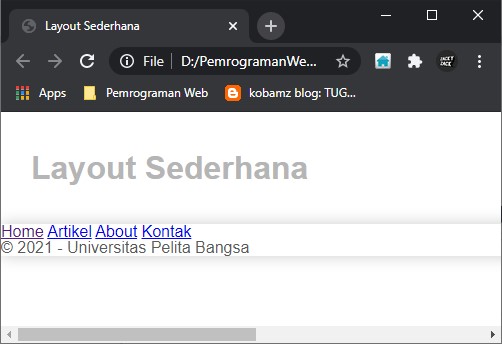 Layout Sederhana
File D:/PemrogramanWe...
Apps Pemrograman Web kobamz blog: TUG...
Layout Sederhana
Home Artikel About Kontak
© 2021 - Universitas Pelita Bangsa